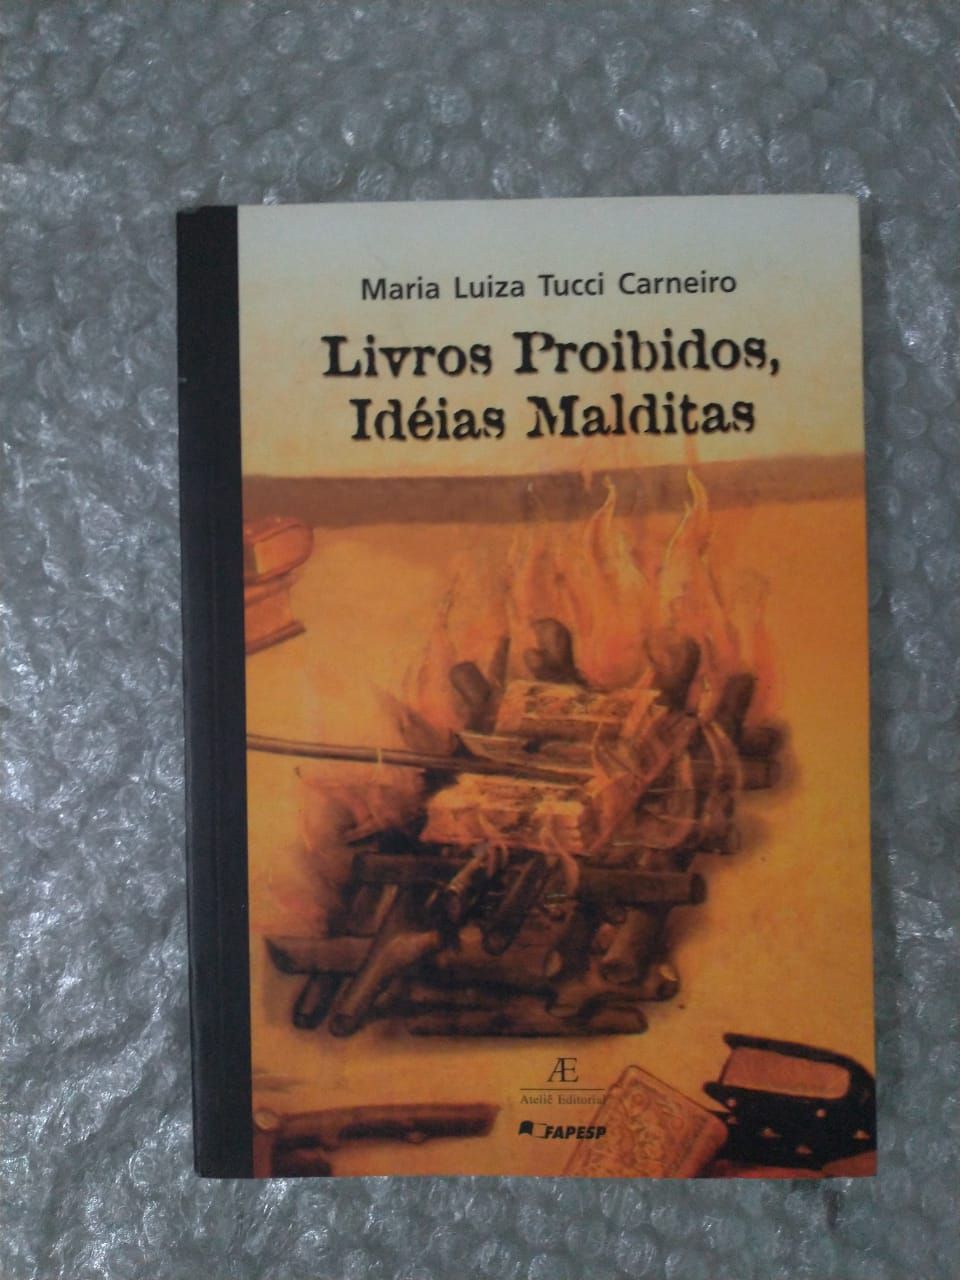 Maria Luiza Tucci Carneiro
Livros Proibidos,
Idéias Malditas
Æ
Ateliê Editorial
FAPESP